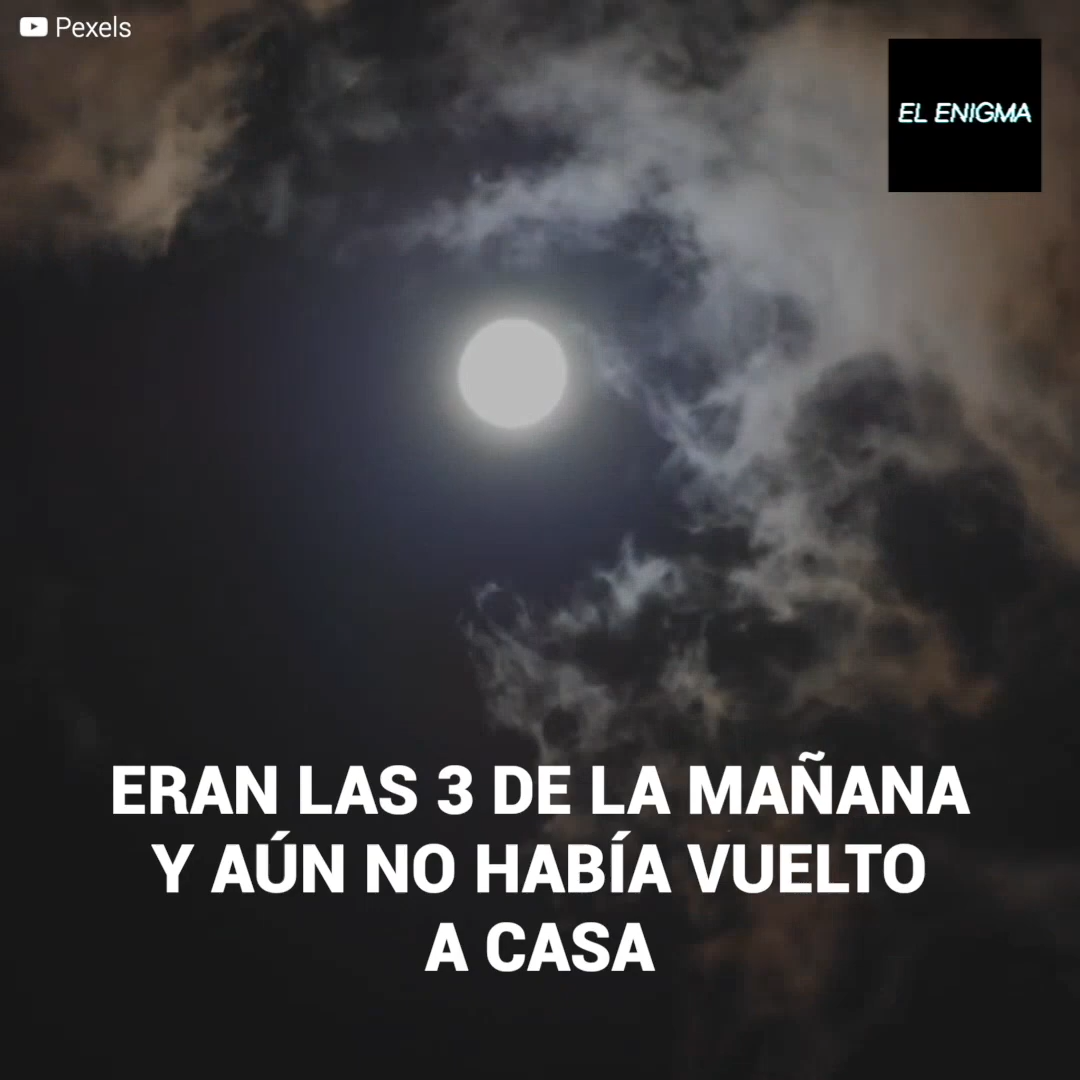 Pexels
EL ENIGMA
ERAN LAS 3 DE LA MAÑANA
Y AÚN NO HABÍA VUELTO
A CASA